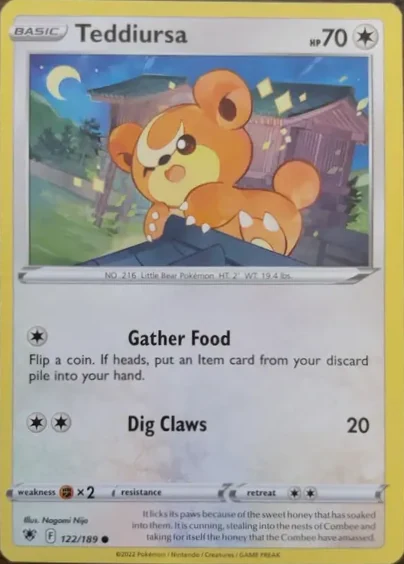 BASIC Teddiursa HP 70
NO. 216 Little Bear Pokémon HT: 2' WT: 19.4 lbs.
Gather Food
Flip a coin. If heads, put an Item card from your discard
pile into your hand.
Dig Claws 20
weakness ×2 resistance retreat
It licks its paws because of the sweet honey that has soaked
into them. It is cunning, stealing into the nests of Combee and
taking for itself the honey that the Combee have amassed.
Illus. Nagomi Nijo
F 122/189
©2022 Pokémon / Nintendo / Creatures / GAME FREAK